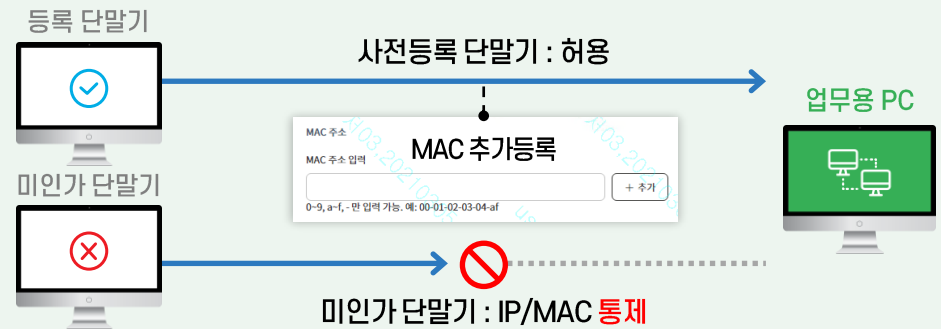 등록 단말기
사전등록 단말기 : 허용
업무용 PC
MAC 주소
MAC 추가등록
MAC 주소 입력
+ 추가
0~9, a~f, - 만 입력 가능. 예: 00-01-02-03-04-af
미인가 단말기
미인가 단말기 : IP/MAC 통제